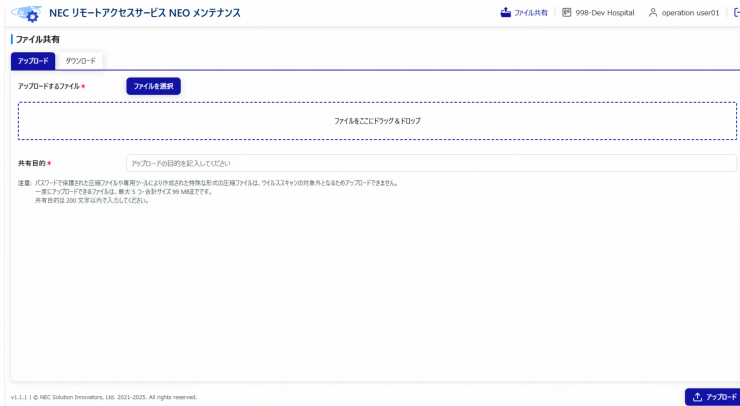 NEC リモートアクセスサービス NEO メンテナンス
ファイル共有
998-Dev Hospital
operation user01
ファイル共有
アップロード
ダウンロード
アップロードするファイル *
ファイルを選択
ファイルをここにドラッグ&ドロップ
共有目的 *
アップロードの目的を記入してください
注意: パスワードで保護された圧縮ファイルや専用ツールにより作成された特殊な形式の圧縮ファイルは、ウイルススキャンの対象外となるためアップロードできません。
一度にアップロードできるファイルは、最大 5 つ・合計サイズ 99 MBまでです。
共有目的は 200 文字以内で入力してください。
v1.1.1 | © NEC Solution Innovators, Ltd. 2021-2025. All rights reserved.
アップロード